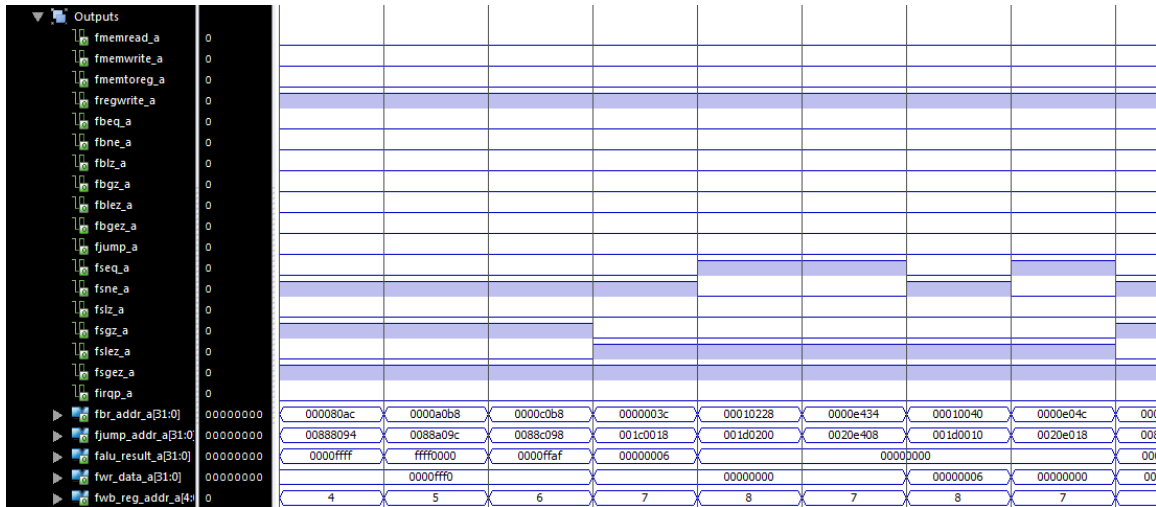 Outputs
fmemread_a 0
fmemwrite_a 0
fmemtoreg_a 0
fregwrite_a 0
fbeq_a 0
fbne_a 0
fblz_a 0
fbgz_a 0
fblez_a 0
fbgez_a 0
fjump_a 0
fseq_a 0
fsne_a 0
fslz_a 0
fsgz_a 0
fslez_a 0
fsgez_a 0
firqp_a 0
fbr_addr_a[31:0] 00000000 000080ac 0000a0b8 0000c0b8 0000003c 00010228 0000e434 00010040 0000e04c 000
fjump_addr_a[31:0] 00000000 00888094 0088a09c 0088c098 001c0018 001d0200 0020e408 001d0010 0020e018 008
falu_result_a[31:0] 00000000 0000ffff ffff0000 0000ffaf 00000006 00000000 000
fwr_data_a[31:0] 00000000 0000fff0 00000000 00000006 00000000 00
fwb_reg_addr_a[4: 0 4 5 6 7 8 7 8 7